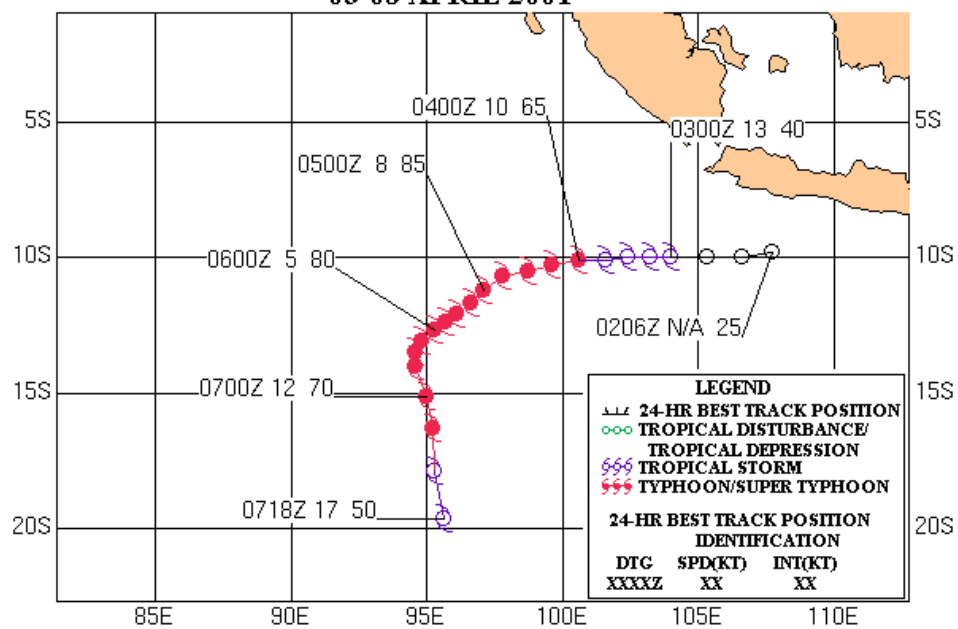 0400Z 10 65
5S
5S
0300Z 13 40
0500Z 8 85
10S
0600Z 5 80
10S
0206Z N/A 25
15S
0700Z 12 70
LEGEND
24-HR BEST TRACK POSITION
TROPICAL DISTURBANCE/
TROPICAL DEPRESSION
TROPICAL STORM
TYPHOON/SUPER TYPHOON
0718Z 17 50
20S
20S
24-HR BEST TRACK POSITION
IDENTIFICATION
DTG SPD(KT) INT(KT)
XXXXZ XX XX
85E 90E 95E 100E 105E 110E